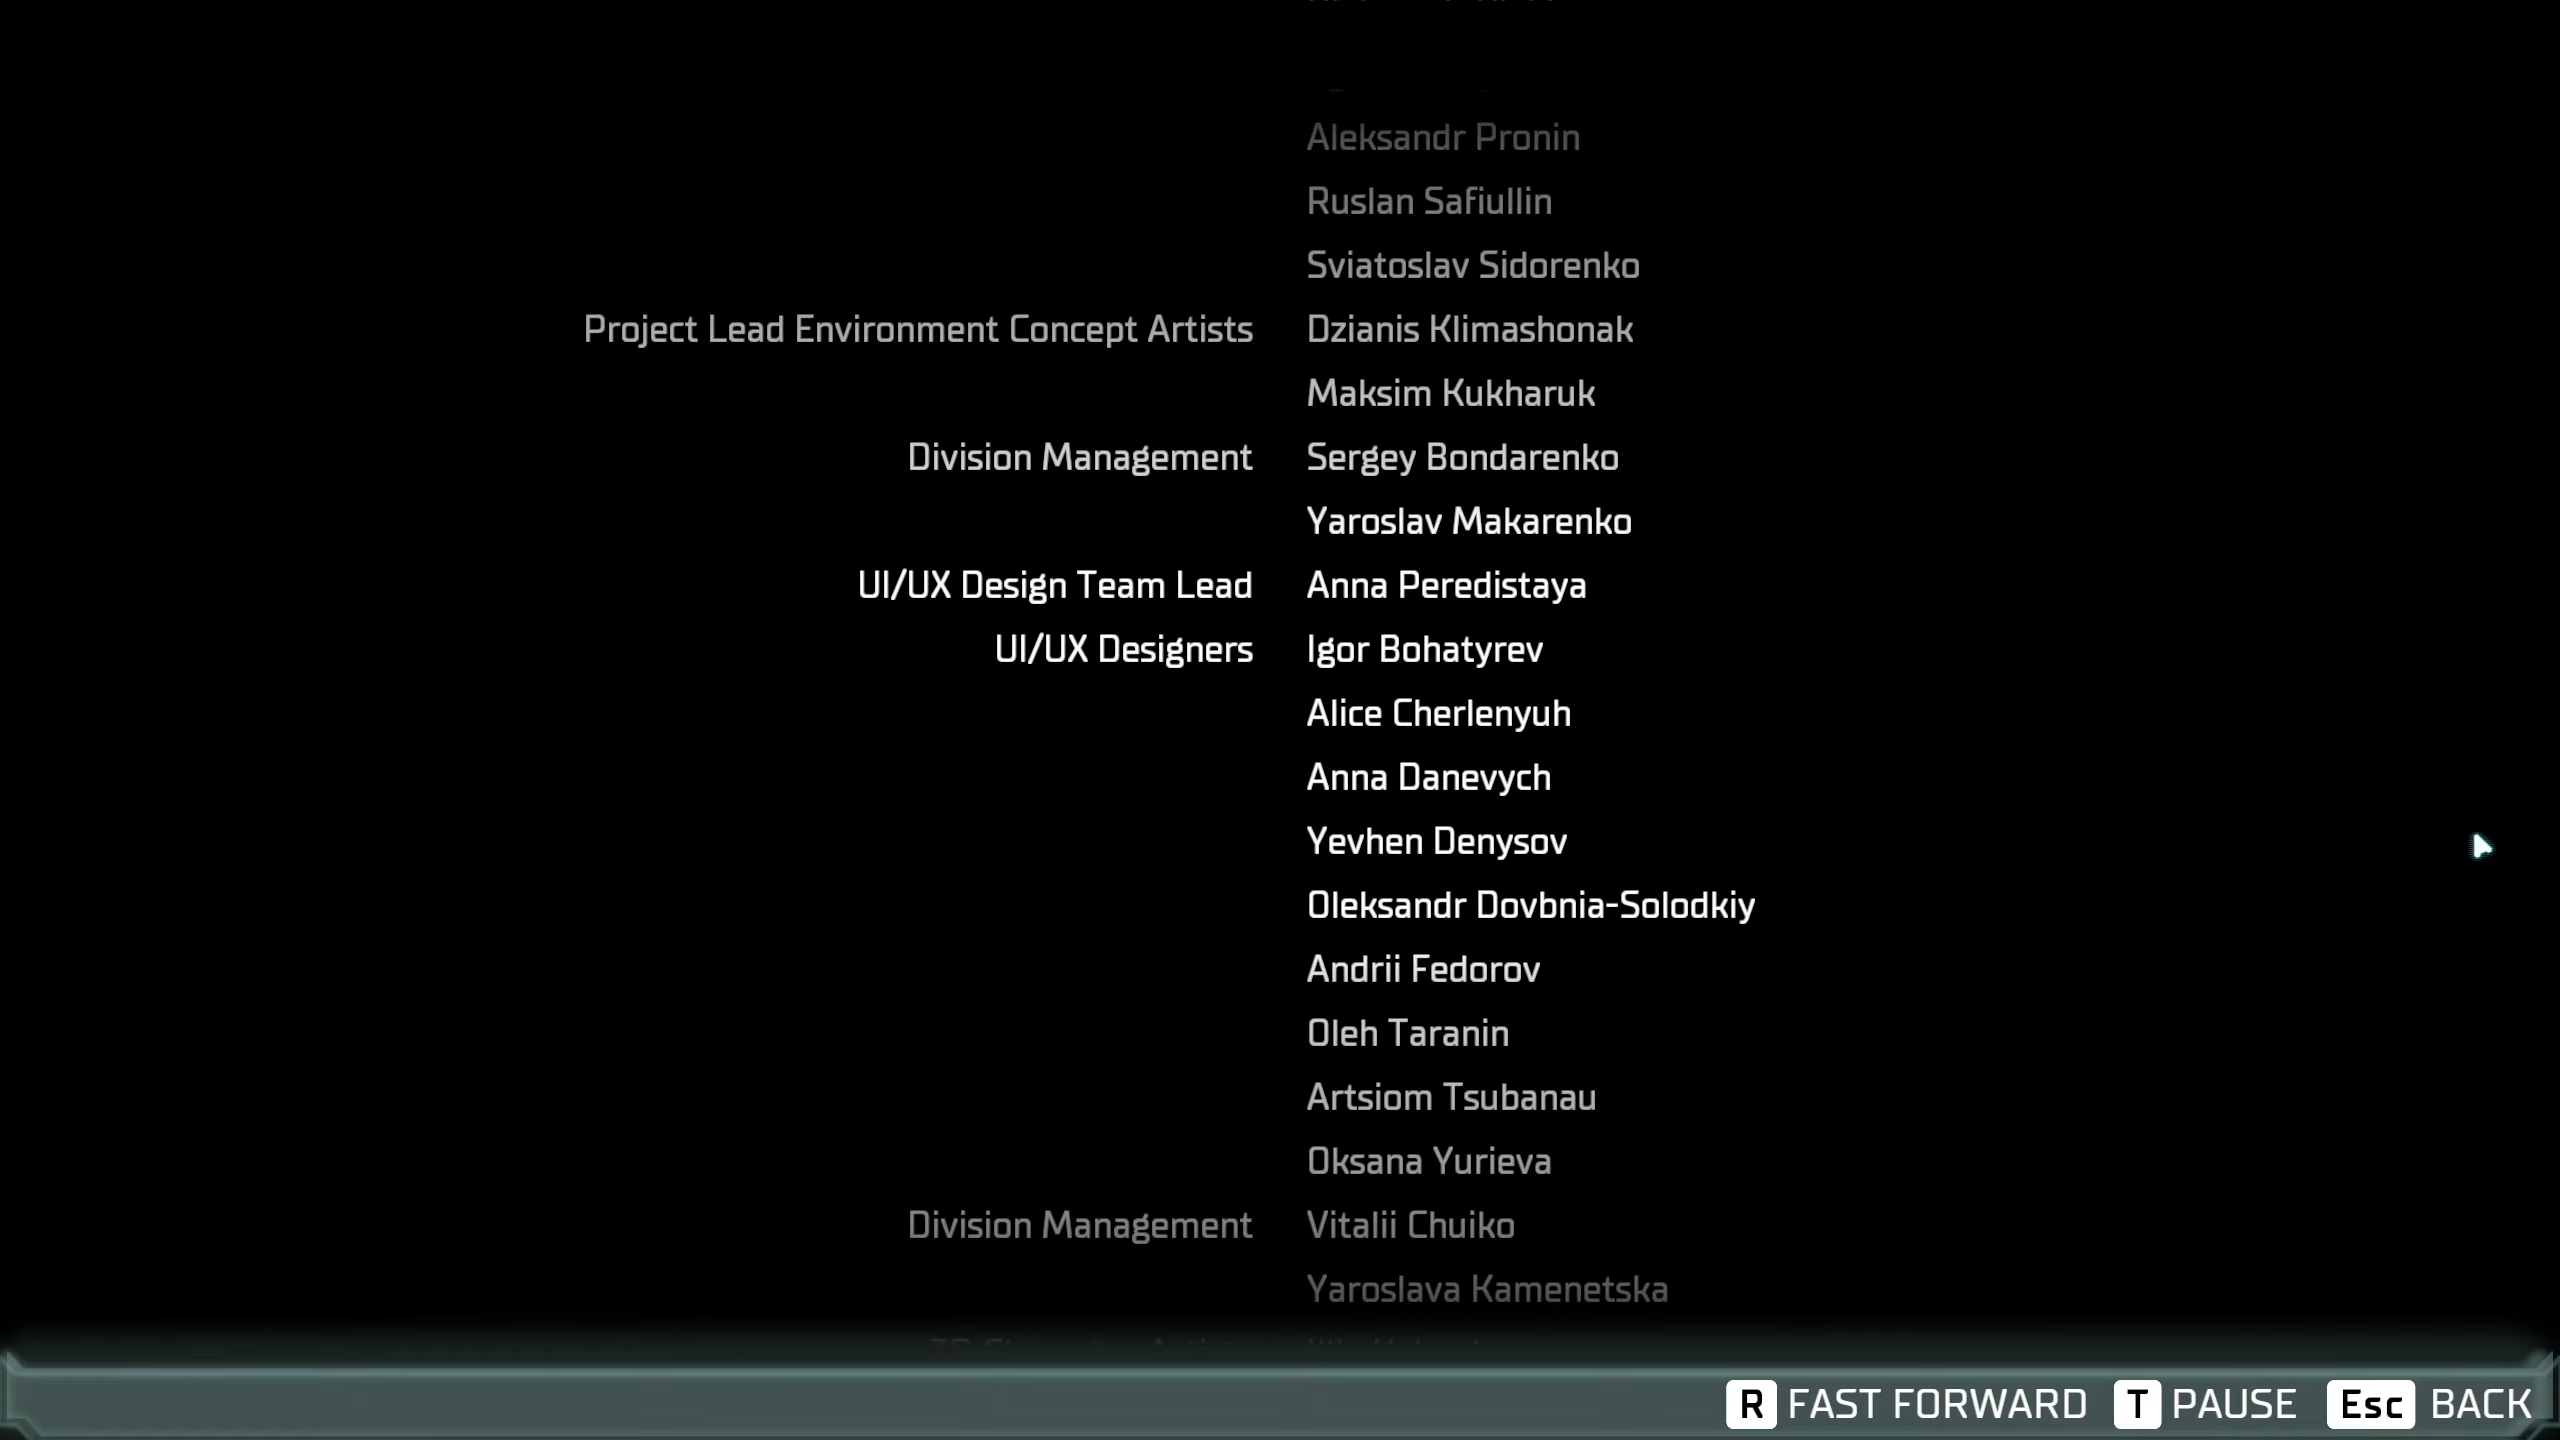 Aleksandr Pronin
Ruslan Safiullin
Sviatoslav Sidorenko
Project Lead Environment Concept Artists Dzianis Klimashonak
Maksim Kukharuk
Division Management Sergey Bondarenko
Yaroslav Makarenko
UI/UX Design Team Lead Anna Peredistaya
UI/UX Designers Igor Bohatyrev
Alice Cherlenyuh
Anna Danevych
Yevhen Denysov
Oleksandr Dovbnia-Solodkiy
Andrii Fedorov
Oleh Taranin
Artsiom Tsubanau
Oksana Yurieva
Division Management Vitalii Chuiko
Yaroslava Kamenetska
R FAST FORWARD T PAUSE Esc BACK